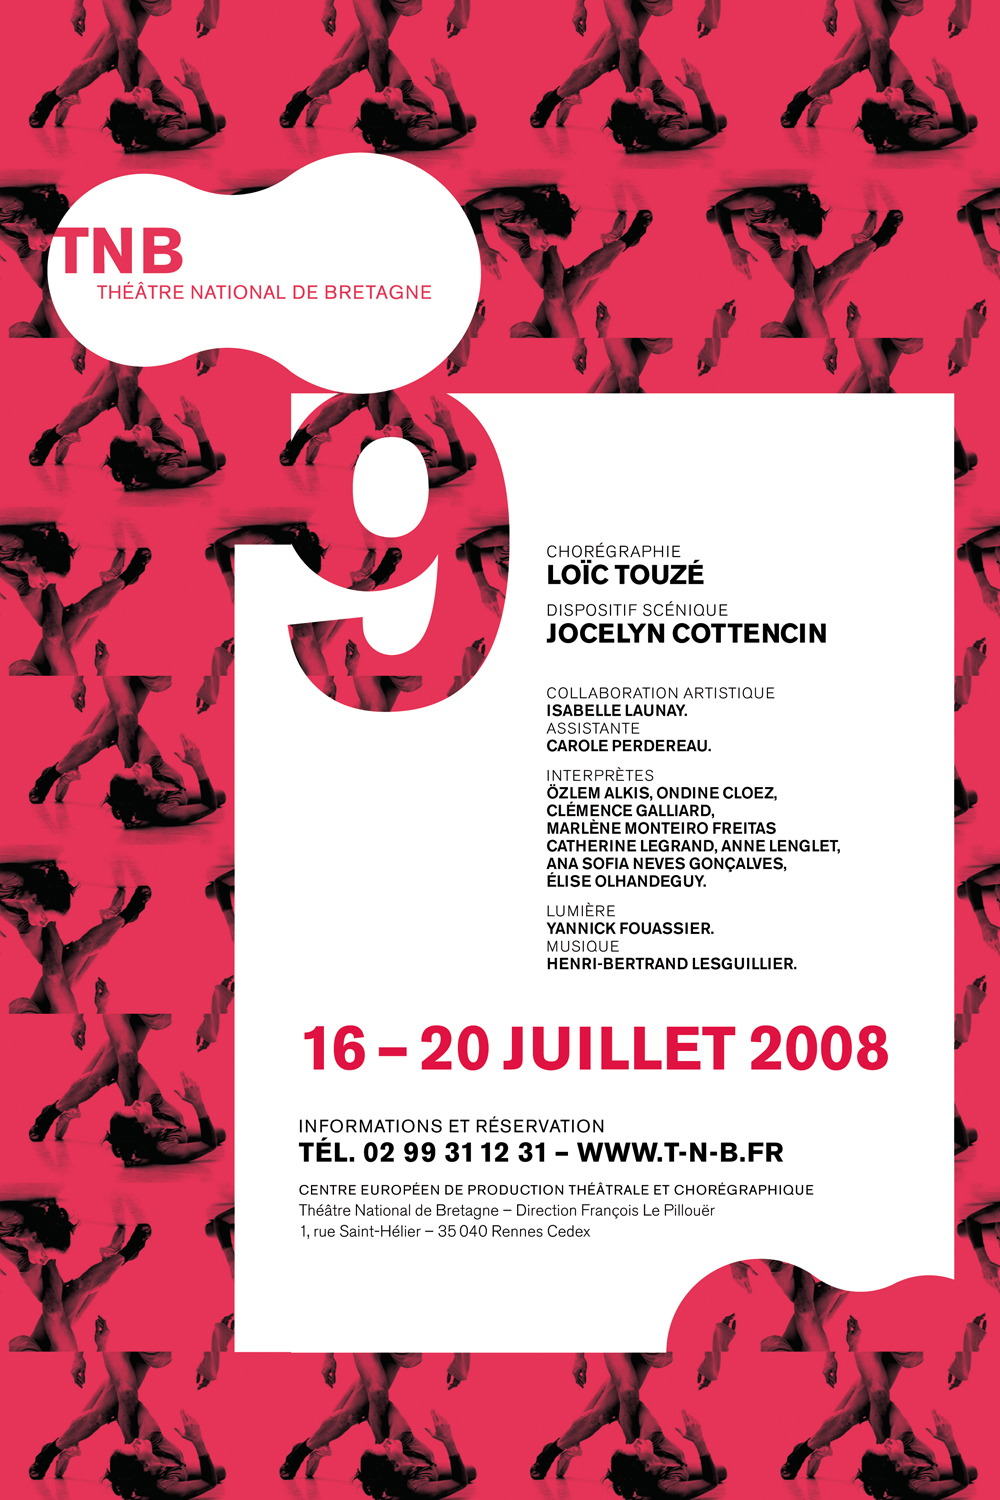 TNB
THÉÂTRE NATIONAL DE BRETAGNE
9
CHORÉGRAPHIE
LOÏC TOUZÉ
DISPOSITIF SCÉNIQUE
JOCELYN COTTENCIN
COLLABORATION ARTISTIQUE
ISABELLE LAUNAY.
ASSISTANTE
CAROLE PERDEREAU.
INTERPRÈTES
ÖZLEM ALKIS, ONDINE CLOEZ,
CLÉMENCE GALLIARD,
MARLÈNE MONTEIRO FREITAS
CATHERINE LEGRAND, ANNE LENGLET,
ANA SOFIA NEVES GONÇALVES,
ÉLISE OLHANDEGUY.
LUMIÈRE
YANNICK FOUASSIER.
MUSIQUE
HENRI-BERTRAND LESGUILLIER.
16 – 20 JUILLET 2008
INFORMATIONS ET RÉSERVATION
TÉL. 02 99 31 12 31 – WWW.T-N-B.FR
CENTRE EUROPÉEN DE PRODUCTION THÉÂTRALE ET CHORÉGRAPHIQUE
Théâtre National de Bretagne – Direction François Le Pillouër
1, rue Saint-Hélier – 35 040 Rennes Cedex